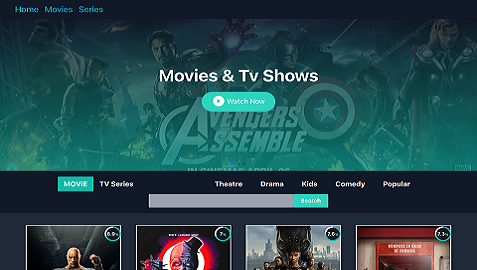 Home Movies Series
Movies & Tv Shows
Watch Now
AVENGERS
ASSEMBLE
IN CINEMAS APRIL 26
MOVIE TV Series Theatre Drama Kids Comedy Popular
Search
6.9
7
7.6
7.3